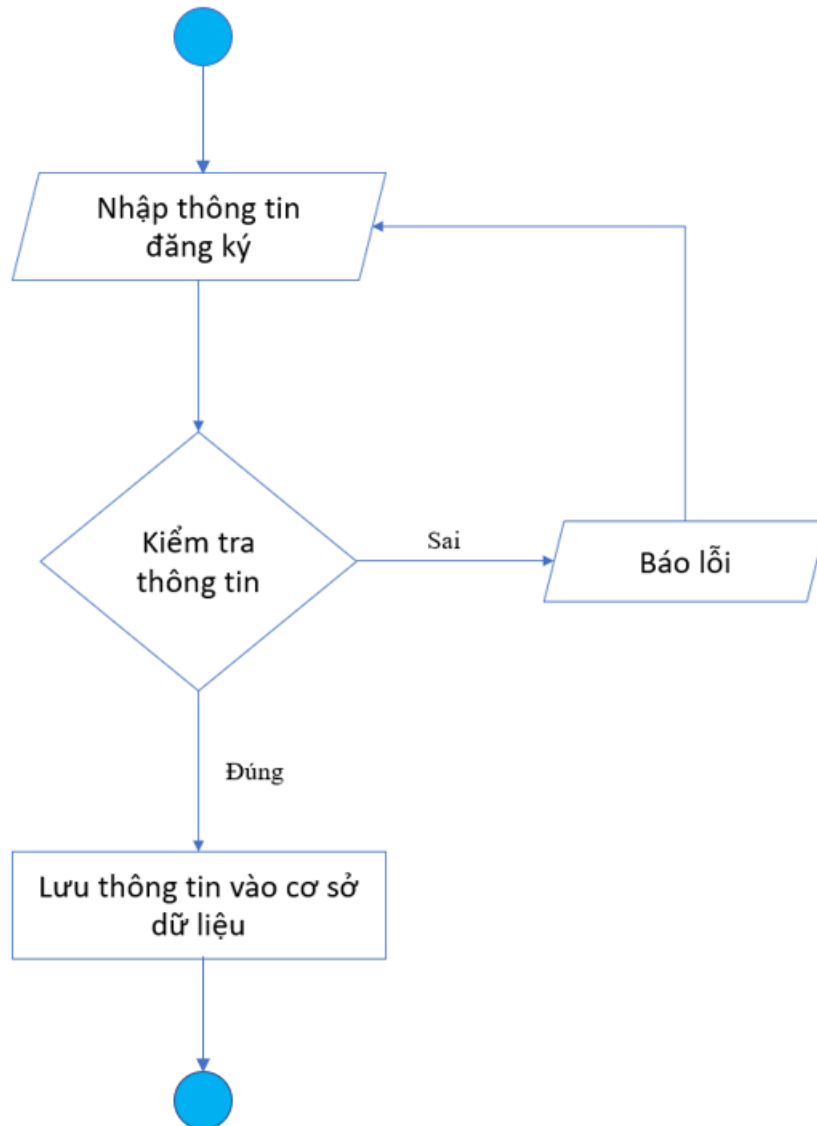 Nhập thông tin
đăng ký
Kiểm tra
thông tin
Sai
Báo lỗi
Đúng
Lưu thông tin vào cơ sở
dữ liệu